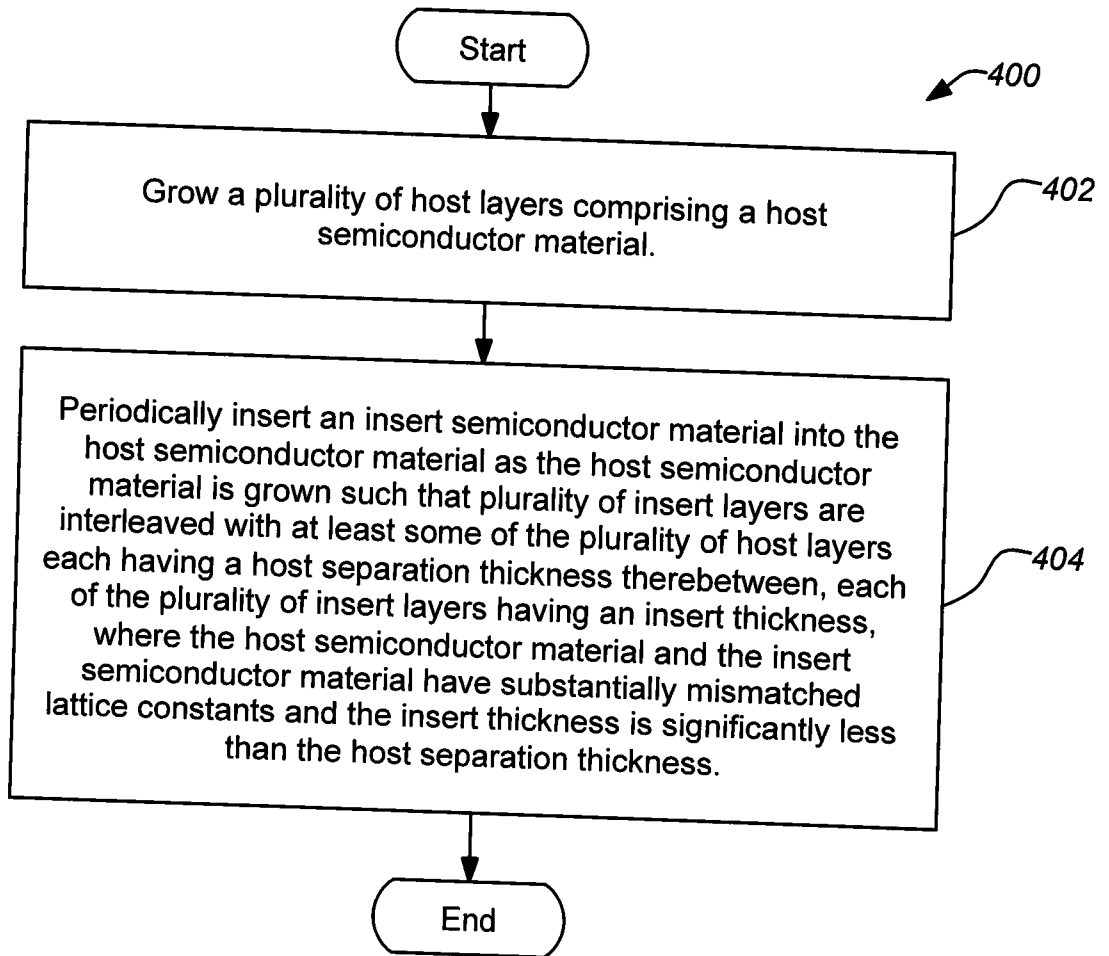 Start
400
Grow a plurality of host layers comprising a host
semiconductor material.
402
Periodically insert an insert semiconductor material into the
host semiconductor material as the host semiconductor
material is grown such that plurality of insert layers are
interleaved with at least some of the plurality of host layers
each having a host separation thickness therebetween, each
of the plurality of insert layers having an insert thickness,
where the host semiconductor material and the insert
semiconductor material have substantially mismatched
lattice constants and the insert thickness is significantly less
than the host separation thickness.
404
End